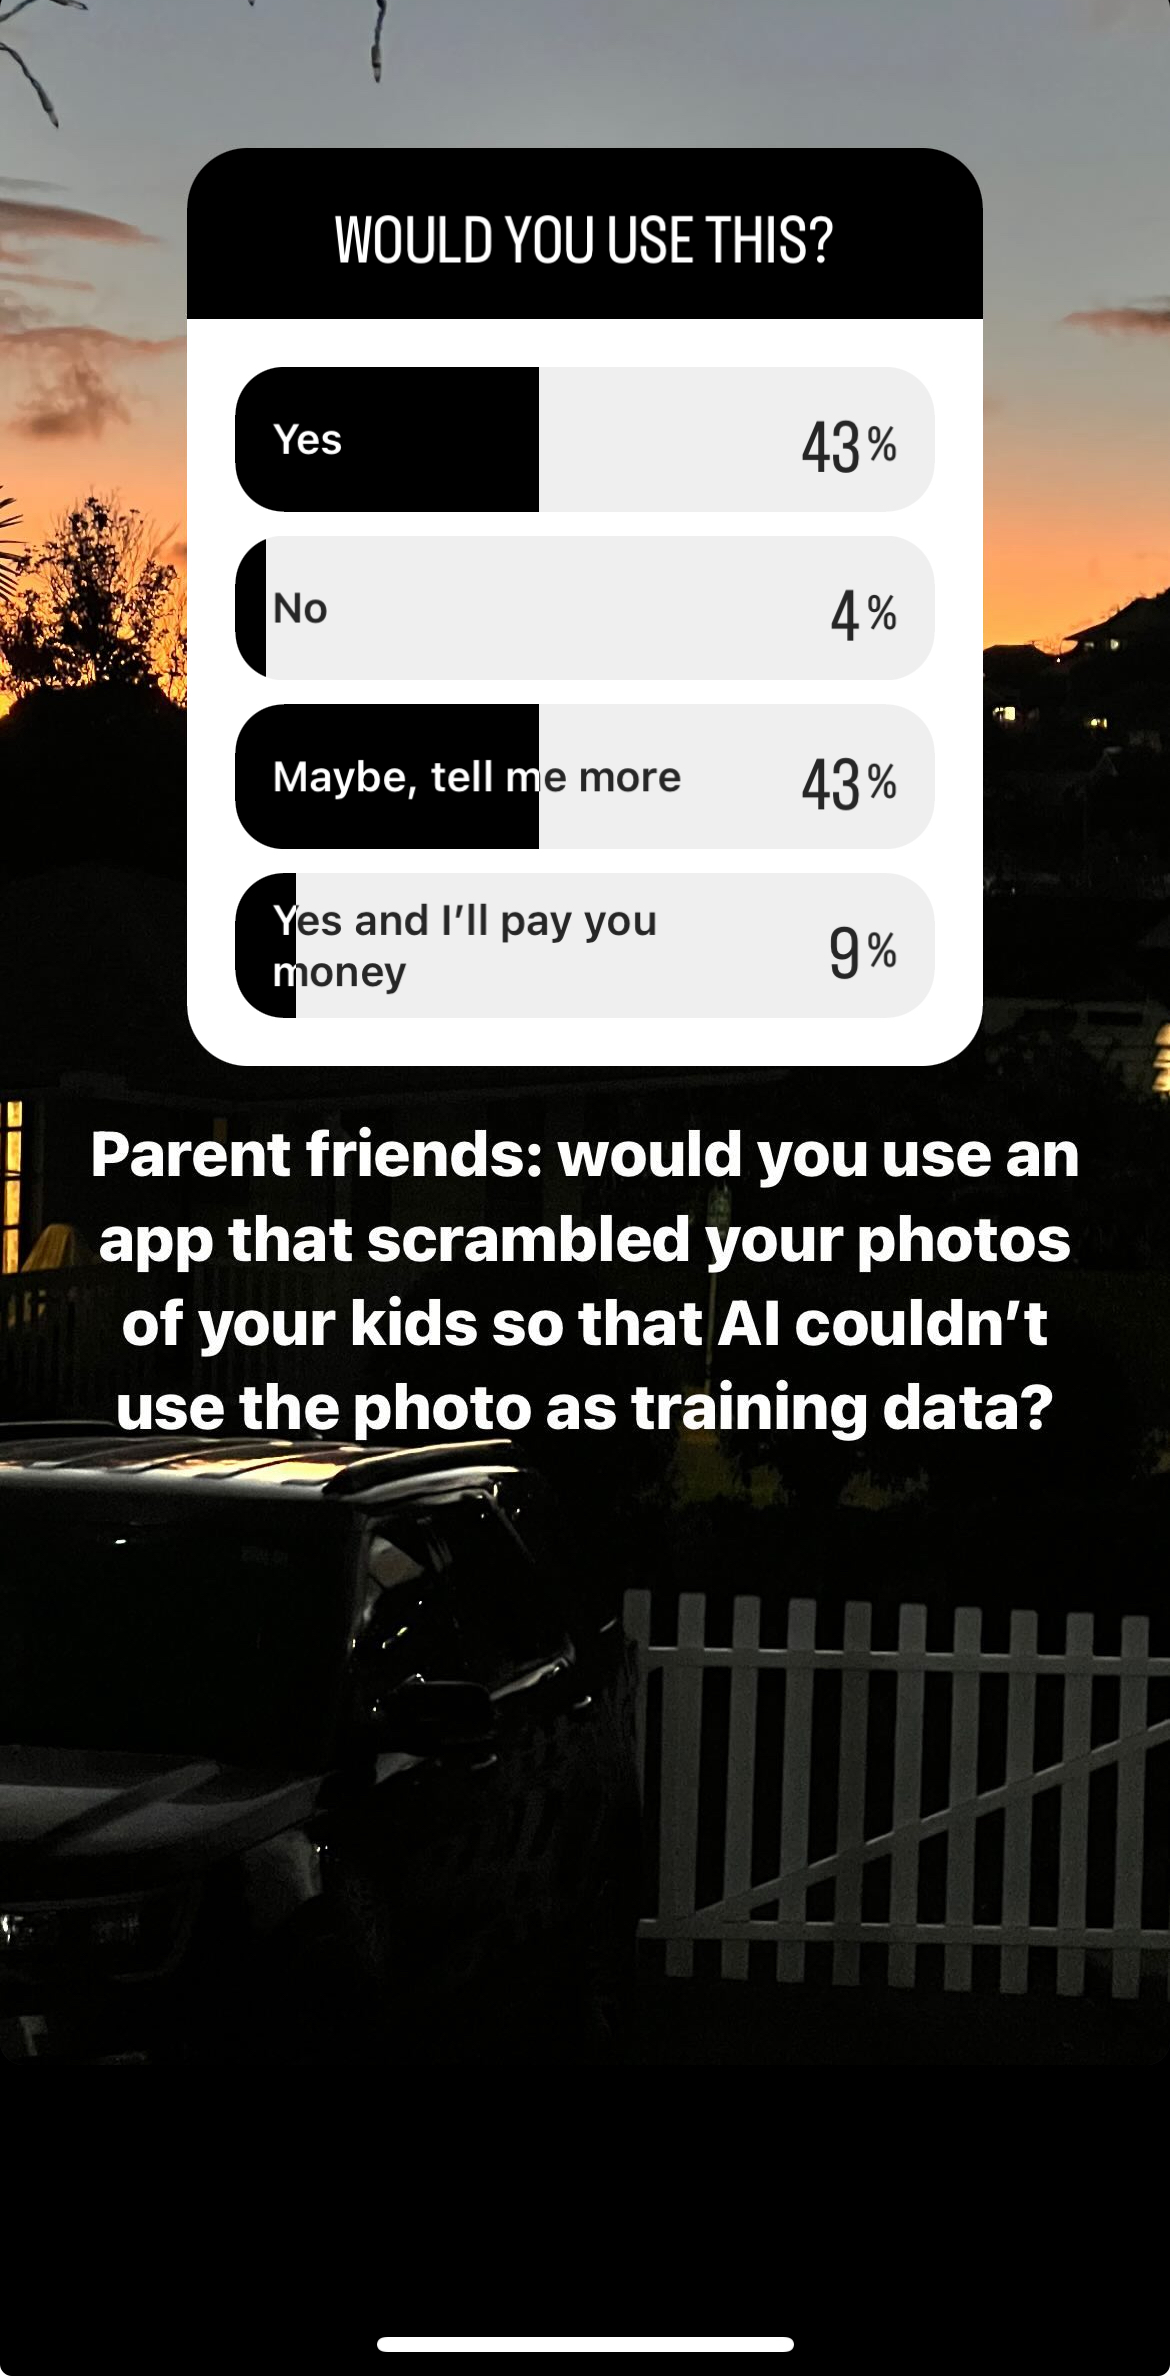 WOULD YOU USE THIS?
Yes
43%
No
4%
Maybe, tell me more
43%
Yes and I’ll pay you
money
9%
Parent friends: would you use an
app that scrambled your photos
of your kids so that AI couldn’t
use the photo as training data?